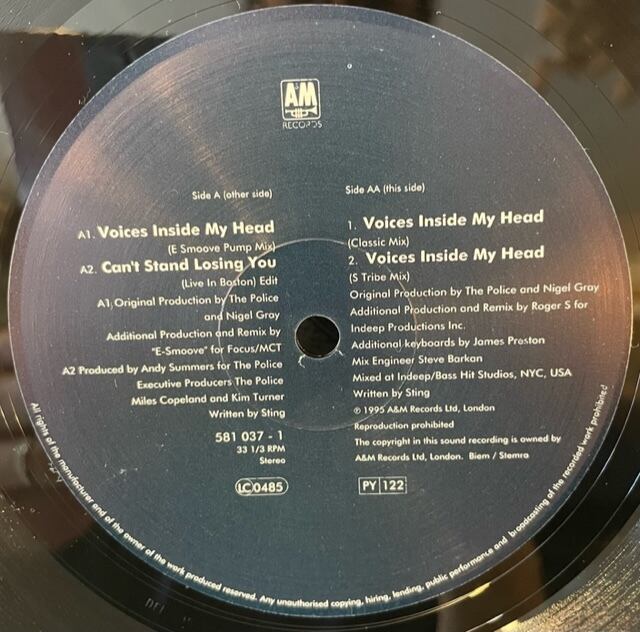 AM
RECORDS
Side A (other side)
A1. Voices Inside My Head
(E Smoove Pump Mix)
A2. Can't Stand Losing You
(Live In Boston) Edit
A1 Original Production by The Police
and Nigel Gray
Additional Production and Remix by
"E-Smoove" for Focus/MCT
A2 Produced by Andy Summers for The Police
Executive Producers The Police
Miles Copeland and Kim Turner
Written by Sting
581 037 - 1
33 1/3 RPM
Stereo
LC 0485
Side AA (this side)
1. Voices Inside My Head
(Classic Mix)
2. Voices Inside My Head
(S Tribe Mix)
Original Production by The Police and Nigel Gray
Additional Production and Remix by Roger S for
Indeep Productions Inc.
Additional keyboards by James Preston
Mix Engineer Steve Barkan
Mixed at Indeep/Bass Hit Studios, NYC, USA
Written by Sting
℗ 1995 A&M Records Ltd, London
Reproduction prohibited
The copyright in this sound recording is owned by
A&M Records Ltd, London. Biem / Stemra
PY 122
All rights of the manufacturer and of the owner of the work produced reserved. Any unauthorised copying, hiring, lending, public performance and broadcasting of the recorded work prohibited